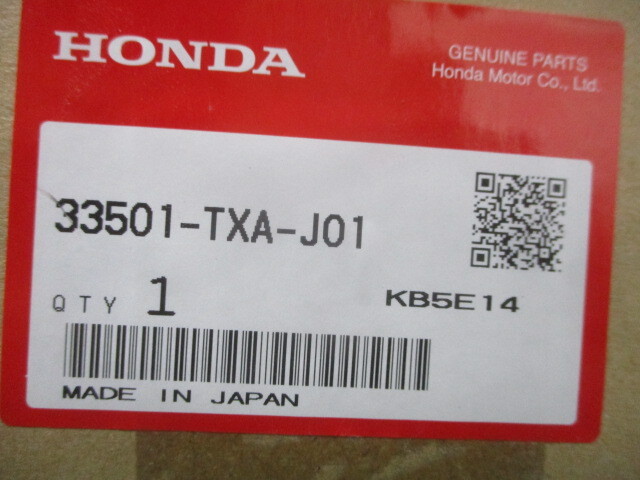 HONDA
GENUINE PARTS
Honda Motor Co., Ltd.
33501-TXA-J01
QTY 1
KB5E14
MADE IN JAPAN